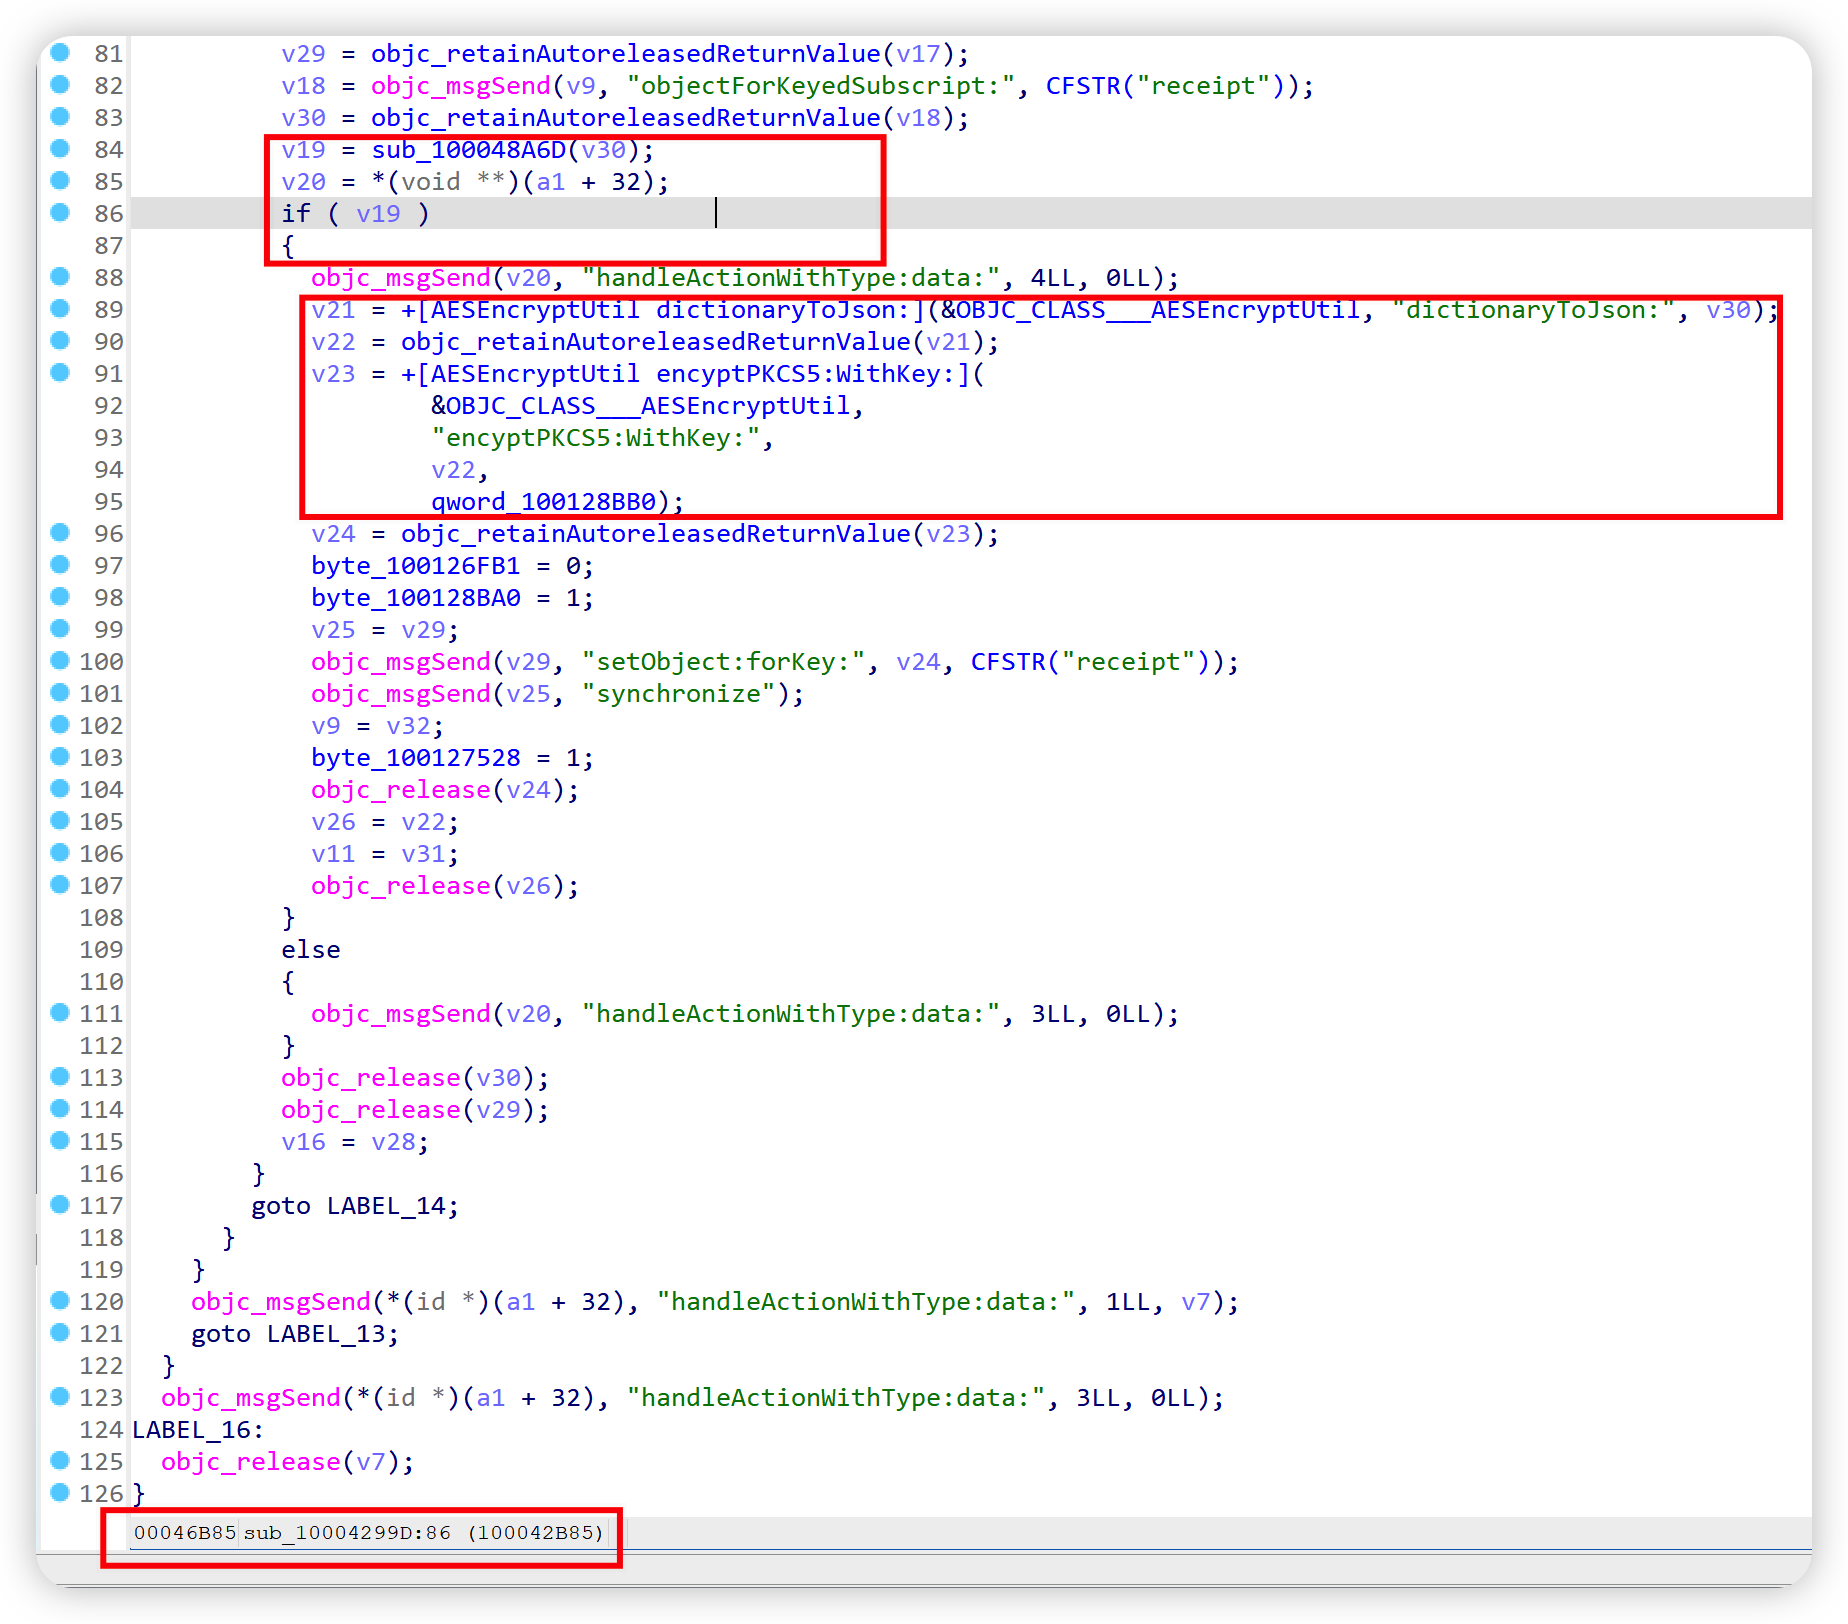 81 v29 = objc_retainAutoreleasedReturnValue(v17);
82 v18 = objc_msgSend(v9, "objectForKeyedSubscript:", CFSTR("receipt"));
83 v30 = objc_retainAutoreleasedReturnValue(v18);
84 v19 = sub_100048A6D(v30);
85 v20 = *(void **)(a1 + 32);
86 if ( v19 )
87 {
88 objc_msgSend(v20, "handleActionWithType:data:", 4LL, 0LL);
89 v21 = +[AESEncryptUtil dictionaryToJson:](&OBJC_CLASS___AESEncryptUtil, "dictionaryToJson:", v30);
90 v22 = objc_retainAutoreleasedReturnValue(v21);
91 v23 = +[AESEncryptUtil encyptPKCS5:WithKey:](
92 &OBJC_CLASS___AESEncryptUtil,
93 "encyptPKCS5:WithKey:",
94 v22,
95 qword_100128BB0);
96 v24 = objc_retainAutoreleasedReturnValue(v23);
97 byte_100126FB1 = 0;
98 byte_100128BA0 = 1;
99 v25 = v29;
100 objc_msgSend(v29, "setObject:forKey:", v24, CFSTR("receipt"));
101 objc_msgSend(v25, "synchronize");
102 v9 = v32;
103 byte_100127528 = 1;
104 objc_release(v24);
105 v26 = v22;
106 v11 = v31;
107 objc_release(v26);
108 }
109 else
110 {
111 objc_msgSend(v20, "handleActionWithType:data:", 3LL, 0LL);
112 }
113 objc_release(v30);
114 objc_release(v29);
115 v16 = v28;
116 }
117 goto LABEL_14;
118 }
119 }
120 objc_msgSend(*(id *)(a1 + 32), "handleActionWithType:data:", 1LL, v7);
121 goto LABEL_13;
122 }
123 objc_msgSend(*(id *)(a1 + 32), "handleActionWithType:data:", 3LL, 0LL);
124 LABEL_16:
125 objc_release(v7);
126 }
00046B85 sub_10004299D:86 (100042B85)